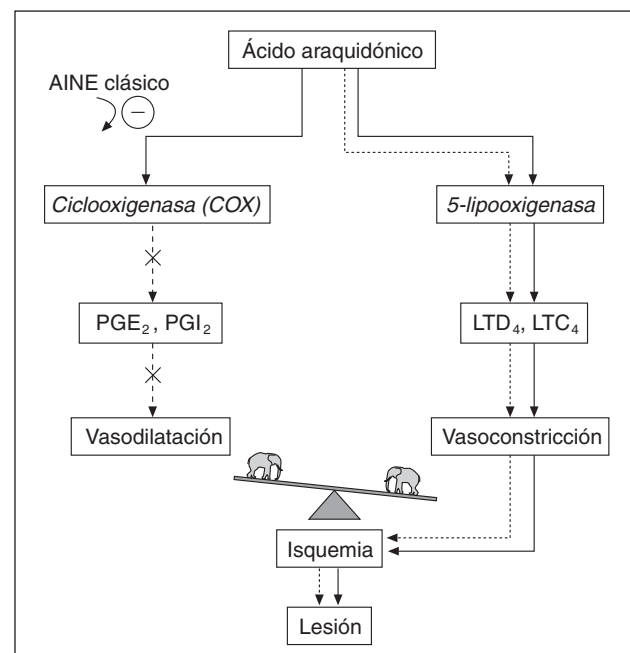 Ácido araquidónico
AINE clásico
−
Ciclooxigenasa (COX)
5-lipooxigenasa
PGE₂, PGI₂
LTD₄, LTC₄
Vasodilatación
Vasoconstricción
Isquemia
Lesión